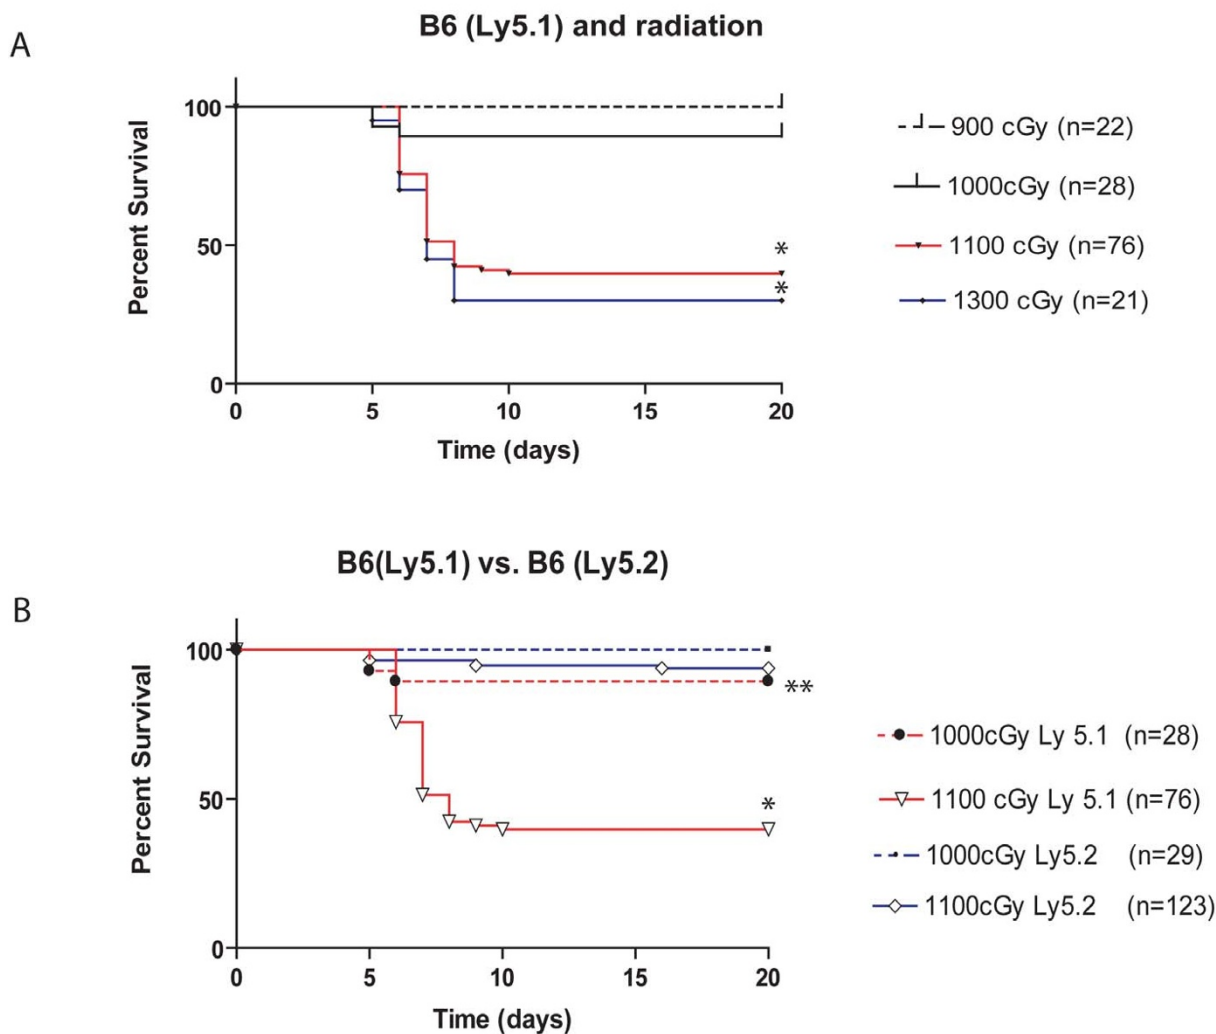 A
B6 (Ly5.1) and radiation
Percent Survival
100
50
0
0 5 10 15 20
Time (days)
*
*
900 cGy (n=22)
1000cGy (n=28)
1100 cGy (n=76)
1300 cGy (n=21)
B
B6(Ly5.1) vs. B6 (Ly5.2)
Percent Survival
100
50
0
0 5 10 15 20
Time (days)
**
*
1000cGy Ly 5.1 (n=28)
1100 cGy Ly 5.1 (n=76)
1000cGy Ly5.2 (n=29)
1100cGy Ly5.2 (n=123)